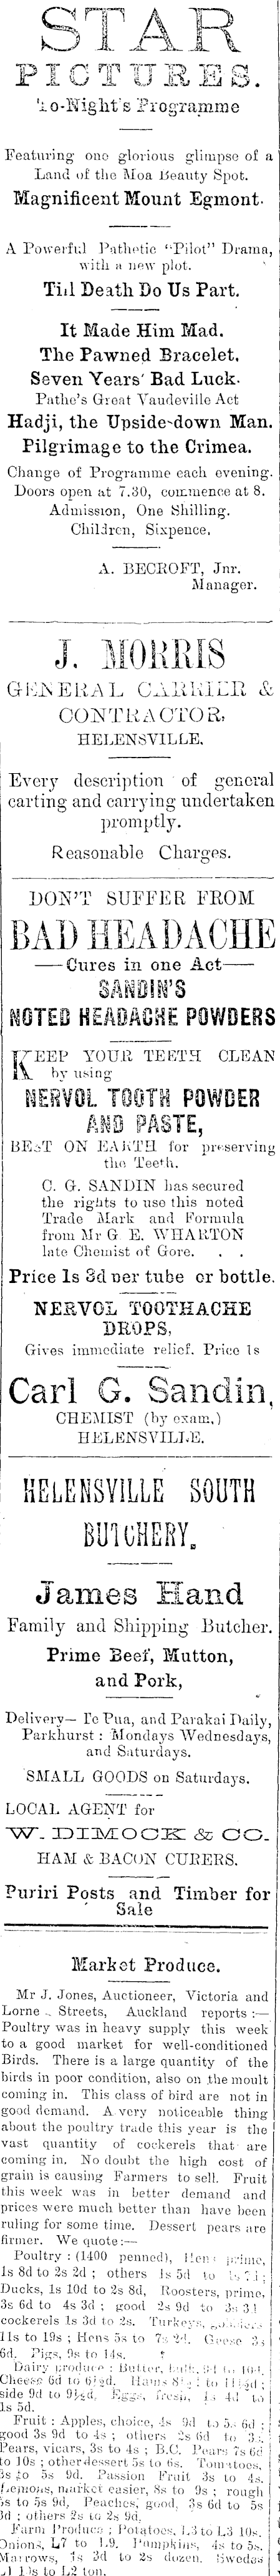 STAR
PICTURES.
To-Night's Programme
Featuring one glorious glimpse of a
Land of the Moa Beauty Spot.
Magnificent Mount Egmont.
A Powerful Pathetic "Pilot" Drama,
with a new plot.
Till Death Do Us Part.
It Made Him Mad.
The Pawned Bracelet.
Seven Years' Bad Luck.
Pathe's Great Vaudeville Act
Hadji, the Upside-down Man.
Pilgrimage to the Crimea.
Change of Programme each evening.
Doors open at 7.30, commence at 8.
Admission, One Shilling.
Children, Sixpence.
A. BECROFT, Jnr.
Manager.
J. MORRIS
GENERAL CARRIER &
CONTRACTOR,
HELENSVILLE.
Every description of general
carting and carrying undertaken
promptly.
Reasonable Charges.
DON'T SUFFER FROM
BAD HEADACHE
—Cures in one Act—
SANDIN'S
NOTED HEADACHE POWDERS
KEEP YOUR TEETH CLEAN
by using
NERVOL TOOTH POWDER
AND PASTE,
BEST ON EARTH for preserving
the Teeth.
C. G. SANDIN has secured
the rights to use this noted
Trade Mark and Formula
from Mr G. E. WHARTON
late Chemist of Gore. . .
Price 1s 3d per tube or bottle.
NERVOL TOOTHACHE
DROPS,
Gives immediate relief. Price 1s
Carl G. Sandin,
CHEMIST (by exam,)
HELENSVILLE.
HELENSVILLE SOUTH
BUTCHERY.
James Hand
Family and Shipping Butcher.
Prime Beef, Mutton,
and Pork,
Delivery— Te Pua, and Parakai Daily,
Parkhurst : Mondays Wednesdays,
and Saturdays.
SMALL GOODS on Saturdays.
LOCAL AGENT for
W. DIMOCK & CO.
HAM & BACON CURERS.
Puriri Posts and Timber for
Sale
Market Produce.
Mr J. Jones, Auctioneer, Victoria and
Lorne Streets, Auckland reports :—
Poultry was in heavy supply this week
to a good market for well-conditioned
Birds. There is a large quantity of the
birds in poor condition, also on the moult
coming in. This class of bird are not in
good demand. A very noticeable thing
about the poultry trade this year is the
vast quantity of cockerels that are
coming in. No doubt the high cost of
grain is causing Farmers to sell. Fruit
this week was in better demand and
prices were much better than have been
ruling for some time. Dessert pears are
firmer. We quote:—
Poultry : (1400 penned), Hens prime,
1s 8d to 2s 2d ; others 1s 5d to
Ducks, 1s 10d to 2s 8d, Roosters, prime,
3s 6d to 4s 3d ; good 2s 9d to 3s 3d
cockerels 1s 3d to 2s. Turkeys,
11s to 19s ; Hens 5s to 7s 2d. Geese 3s
6d. Pigs, 9s to 14s.
Dairy produce : Butter,
Cheese 6d to 6½d. Hams to 11½d ;
side 9d to 9½d. Eggs, fresh, 1s 4d to
1s 5d.
Fruit : Apples, choice, 4s 9d to 5s 6d ;
good 3s 9d to 4s ; others 2s 6d to
Pears, vicars, 3s to 4s ; B.C. Pears 7s 6d
to 10s ; other dessert 5s to 6s. Tomatoes,
3s to 5s 9d. Passion Fruit 3s to 4s.
Lemons, market easier, 8s to 9s ; rough
5s to 5s 9d. Peaches, good, 3s 6d to 5s
3d ; others 2s to 2s 9d.
Farm Produce ; Potatoes, L3 to L3 10s.
Onions, L7 to L9. Pumpkins, 4s to 5s.
Marrows, 1s 3d to 2s dozen. Swedes
L1 10s to L2 ton.